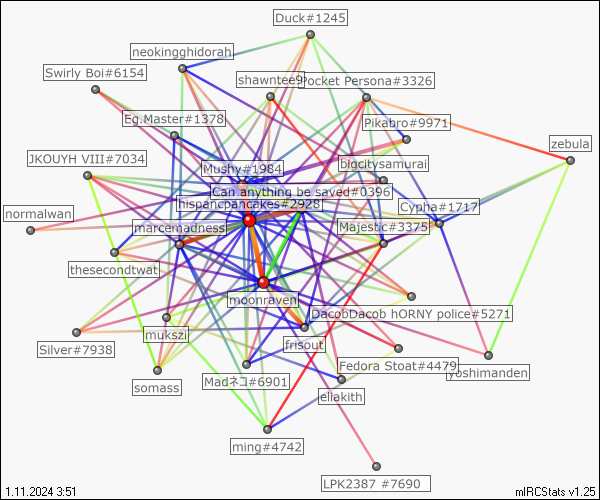 Duck#1245
neokingghidorah
Swirly Boi#6154
shawntee9
Pocket Persona#3326
Eg.Master#1378
Pikabro#9971
zebula
JKOUYH VIII#7034
Mushy#1984
bigcitysamurai
Can anything be saved#0396
hispancpancakes#2928
Cypha#1717
normalwan
marcemadness
Majestic#3375
thesecondtwat
moonraven
DacobDacob hORNY police#5271
mukszi
frisout
Silver#7938
Fedora Stoat#4479
yoshimanden
somass
Madネコ#6901
eliakith
ming#4742
LPK2387 #7690
1.11.2024 3:51
mIRCStats v1.25